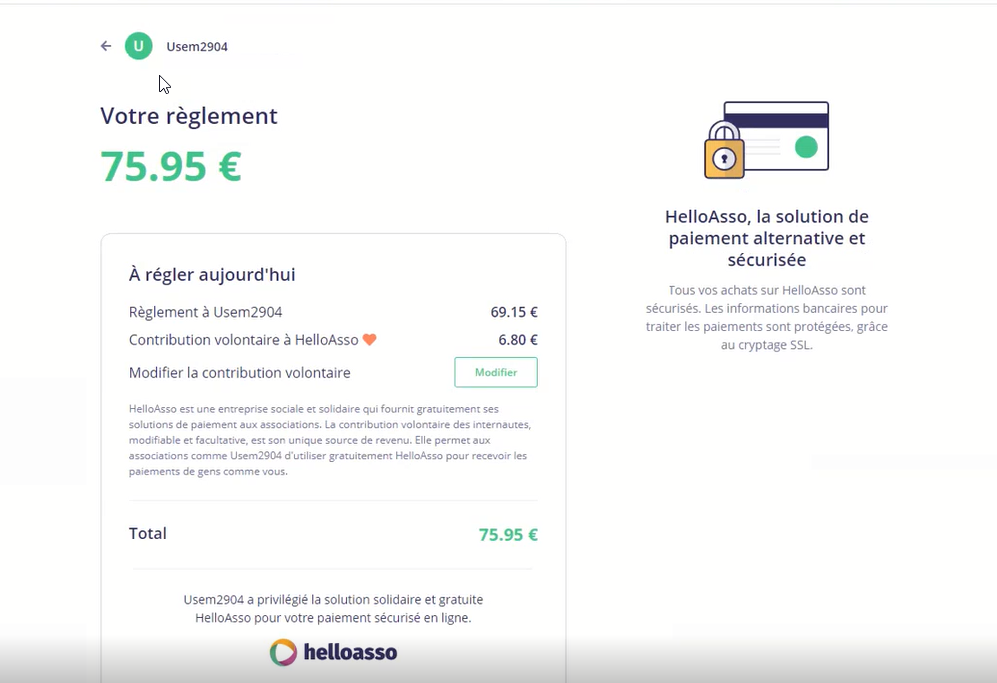 U Usem2904
Votre règlement
75.95 €
À régler aujourd'hui
Règlement à Usem2904 69.15 €
Contribution volontaire à HelloAsso 6.80 €
Modifier la contribution volontaire Modifier
HelloAsso est une entreprise sociale et solidaire qui fournit gratuitement ses
solutions de paiement aux associations. La contribution volontaire des internautes,
modifiable et facultative, est son unique source de revenu. Elle permet aux
associations comme Usem2904 d'utiliser gratuitement HelloAsso pour recevoir les
paiements de gens comme vous.
Total 75.95 €
Usem2904 a privilégié la solution solidaire et gratuite
HelloAsso pour votre paiement sécurisé en ligne.
helloasso
HelloAsso, la solution de
paiement alternative et
sécurisée
Tous vos achats sur HelloAsso sont
sécurisés. Les informations bancaires pour
traiter les paiements sont protégées, grâce
au cryptage SSL.